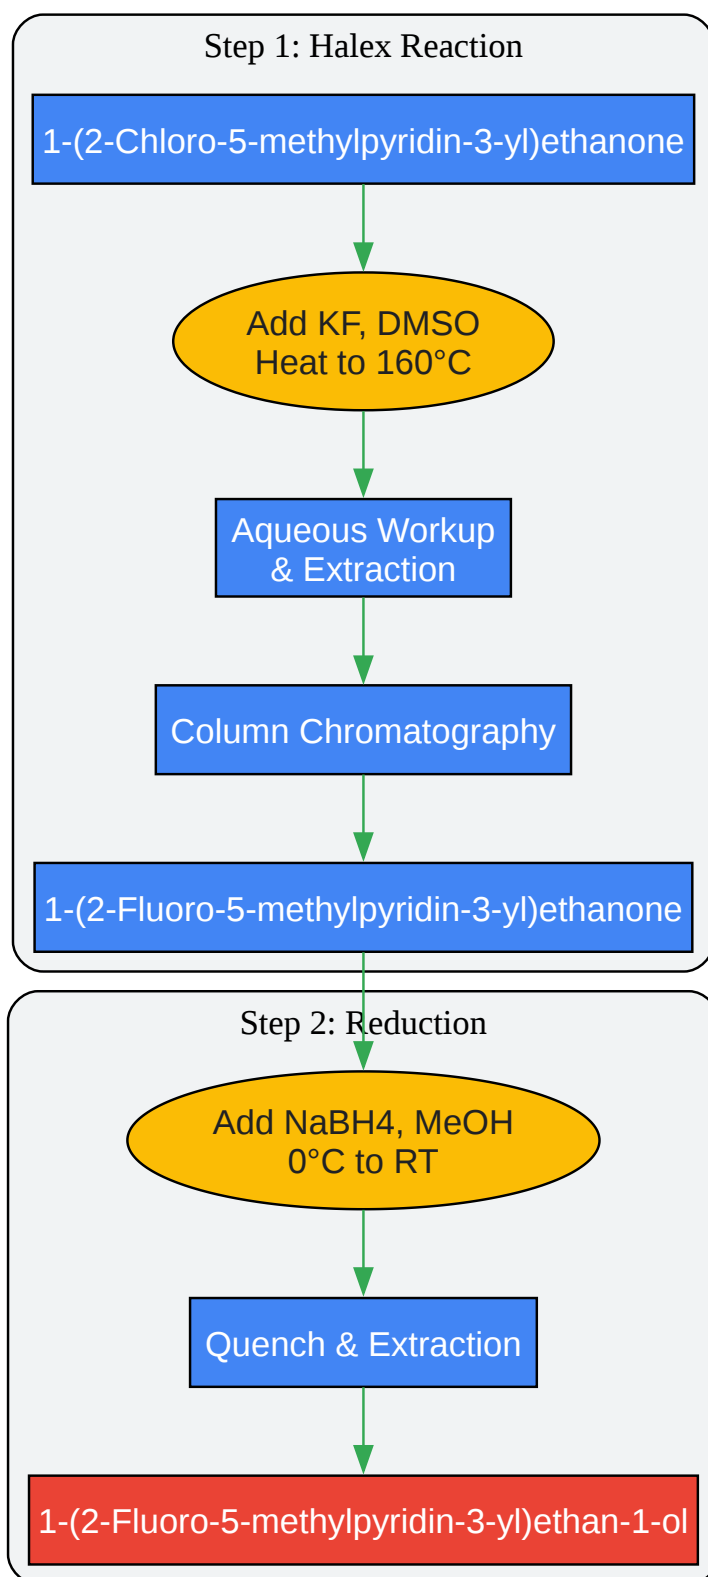 Step 1: Halex Reaction
1-(2-Chloro-5-methylpyridin-3-yl)ethanone
Add KF, DMSO
Heat to 160°C
Aqueous Workup
& Extraction
Column Chromatography
1-(2-Fluoro-5-methylpyridin-3-yl)ethanone
Step 2: Reduction
Add NaBH4, MeOH
0°C to RT
Quench & Extraction
1-(2-Fluoro-5-methylpyridin-3-yl)ethan-1-ol